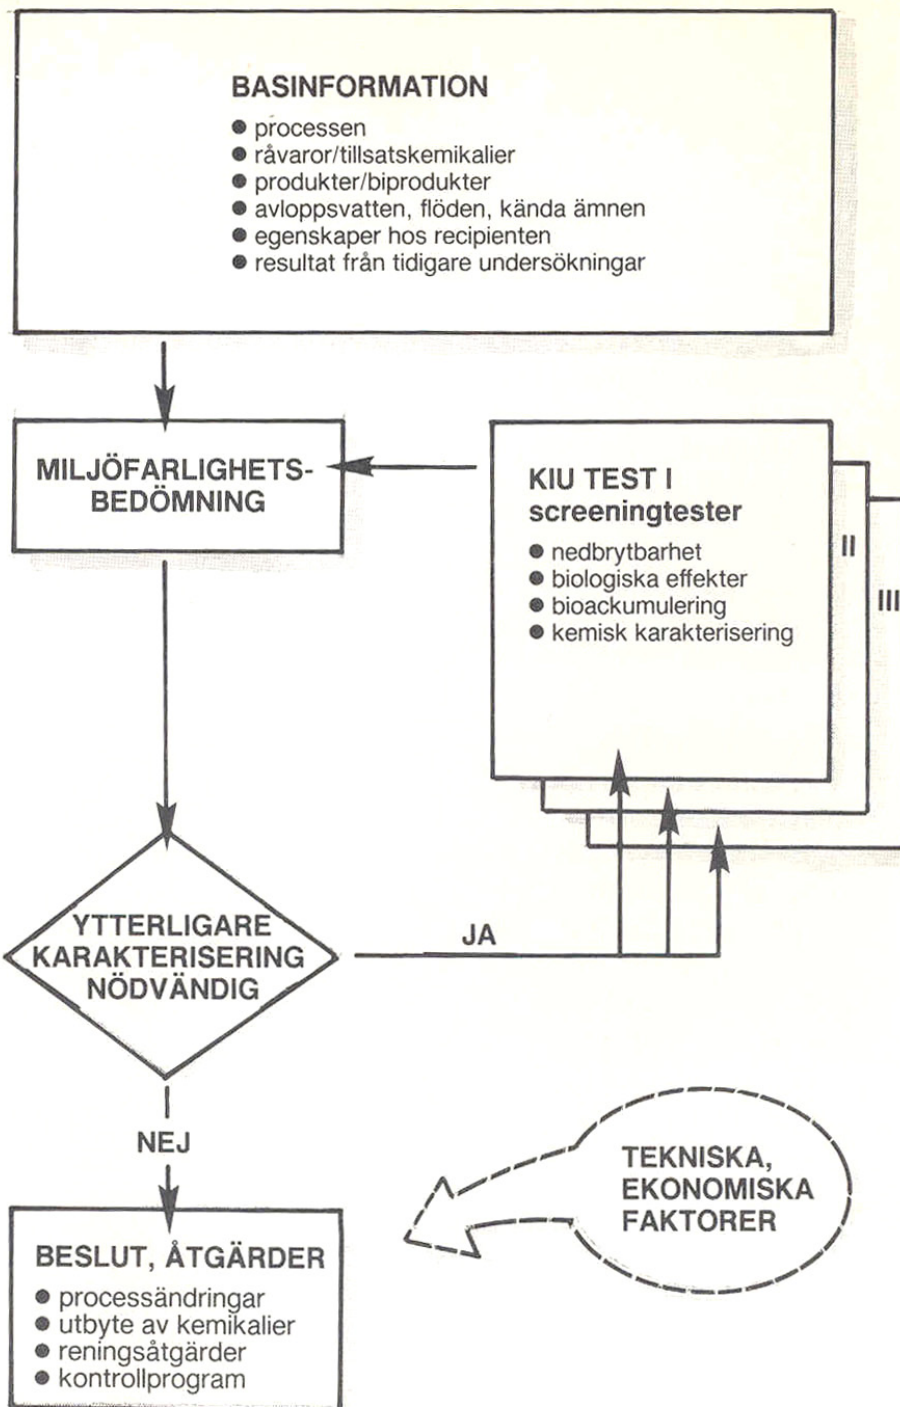 BASINFORMATION
● processen
● råvaror/tillsatskemikalier
● produkter/biprodukter
● avloppsvatten, flöden, kända ämnen
● egenskaper hos recipienten
● resultat från tidigare undersökningar
MILJÖFARLIGHETS-
BEDÖMNING
KIU TEST I
screeningtester
● nedbrytbarhet
● biologiska effekter
● bioackumulering
● kemisk karakterisering
II
III
YTTERLIGARE
KARAKTERISERING
NÖDVÄNDIG
JA
NEJ
TEKNISKA,
EKONOMISKA
FAKTORER
BESLUT, ÅTGÄRDER
● processändringar
● utbyte av kemikalier
● reningsåtgärder
● kontrollprogram